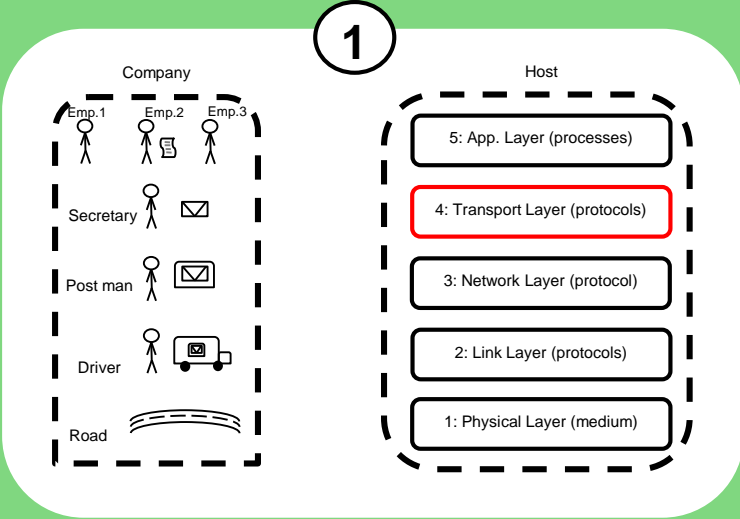 1
Company
Host
Emp.1 Emp.2 Emp.3
Secretary
Post man
Driver
Road
5: App. Layer (processes)
4: Transport Layer (protocols)
3: Network Layer (protocol)
2: Link Layer (protocols)
1: Physical Layer (medium)